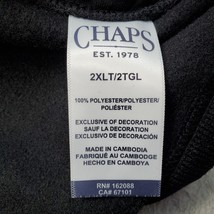 CHAPS
EST. 1978
2XLT/2TGL
100% POLYESTER/POLYESTER/
POLIÉSTER
EXCLUSIVE OF DECORATION
SAUF LA DECORATION
EXCLUSIVO DE DECORACION
MADE IN CAMBODIA
FABRIQUÉ AU CAMBODGE
HECHO EN CAMBOYA
RN# 162088
CA# 67101